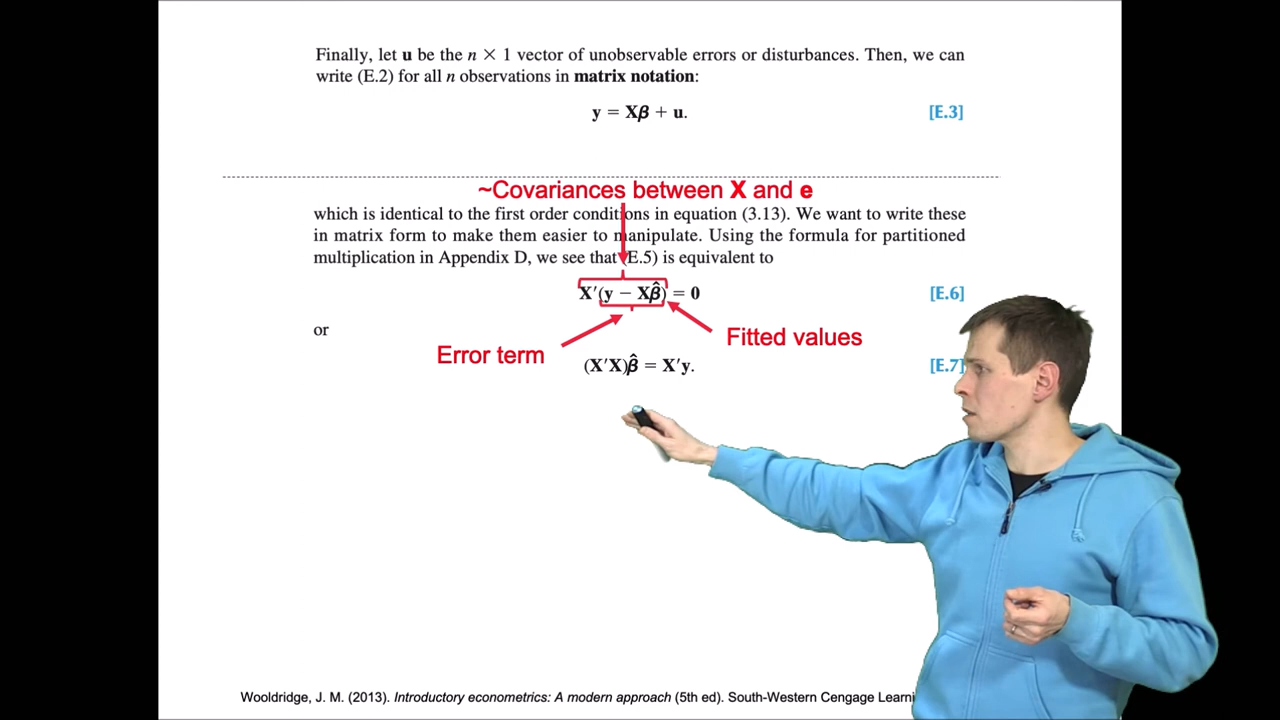 Finally, let u be the n × 1 vector of unobservable errors or disturbances. Then, we can
write (E.2) for all n observations in matrix notation:
y = Xβ + u. [E.3]
~Covariances between X and e
which is identical to the first order conditions in equation (3.13). We want to write these
in matrix form to make them easier to manipulate. Using the formula for partitioned
multiplication in Appendix D, we see that (E.5) is equivalent to
X′(y − Xβ̂) = 0 [E.6]
or
Fitted values
Error term
(X′X)β̂ = X′y. [E.7]
Wooldridge, J. M. (2013). Introductory econometrics: A modern approach (5th ed). South-Western Cengage Learni